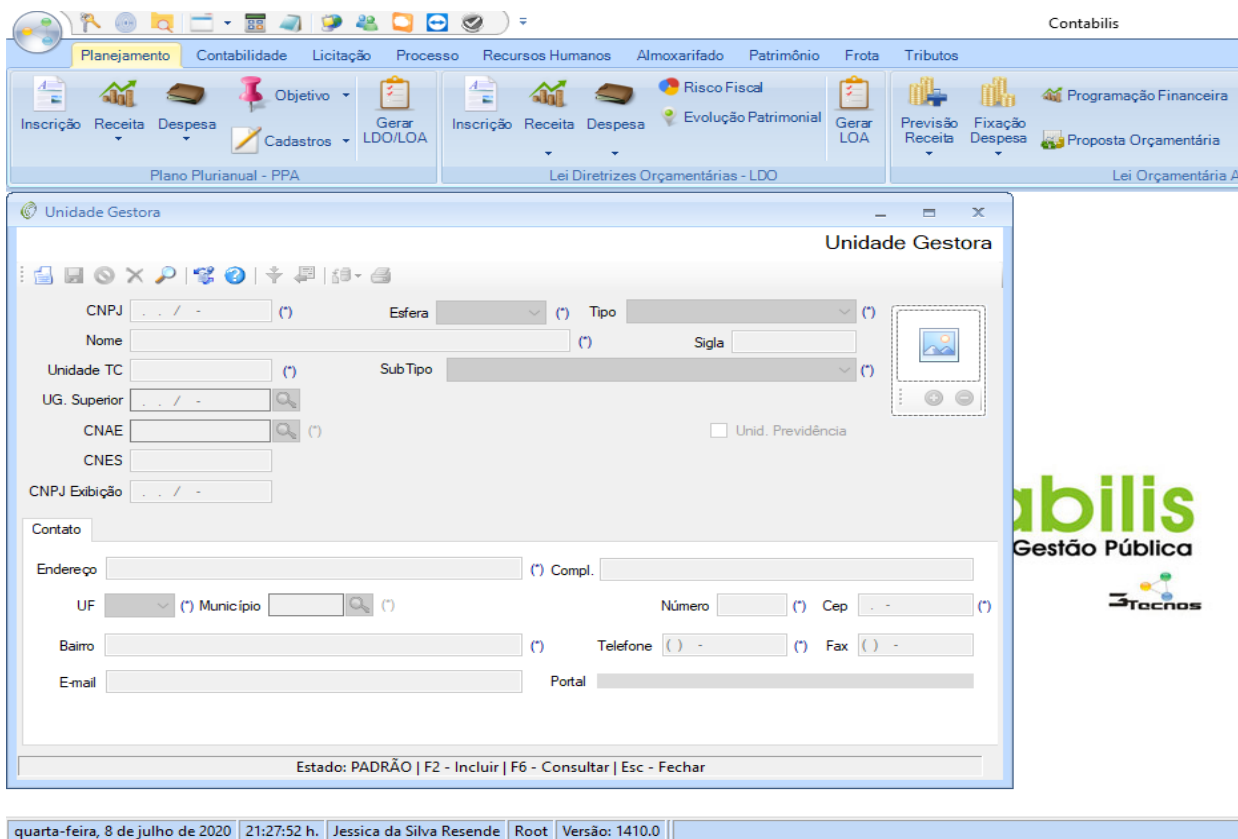 Contabilis
Planejamento Contabilidade Licitação Processo Recursos Humanos Almoxarifado Patrimônio Frota Tributos
Inscrição Receita Despesa Objetivo Cadastros Gerar LDO/LOA
Plano Plurianual - PPA
Inscrição Receita Despesa Risco Fiscal Evolução Patrimonial Gerar LOA
Lei Diretrizes Orçamentárias - LDO
Previsão Receita Fixação Despesa Programação Financeira Proposta Orçamentária
Lei Orçamentária A
Unidade Gestora
Unidade Gestora
CNPJ . . / - (*) Esfera (*) Tipo (*)
Nome (*) Sigla
Unidade TC (*) SubTipo (*)
UG. Superior . . / -
CNAE (*) Unid. Previdência
CNES
CNPJ Exibição . . / -
Contato
Endereço (*) Compl.
UF (*) Município (*) Número (*) Cep . - (*)
Bairro (*) Telefone ( ) - (*) Fax ( ) -
E-mail Portal
Estado: PADRÃO | F2 - Incluir | F6 - Consultar | Esc - Fechar
abilis
Gestão Pública
3Tecnos
quarta-feira, 8 de julho de 2020 21:27:52 h. Jessica da Silva Resende Root Versão: 1410.0